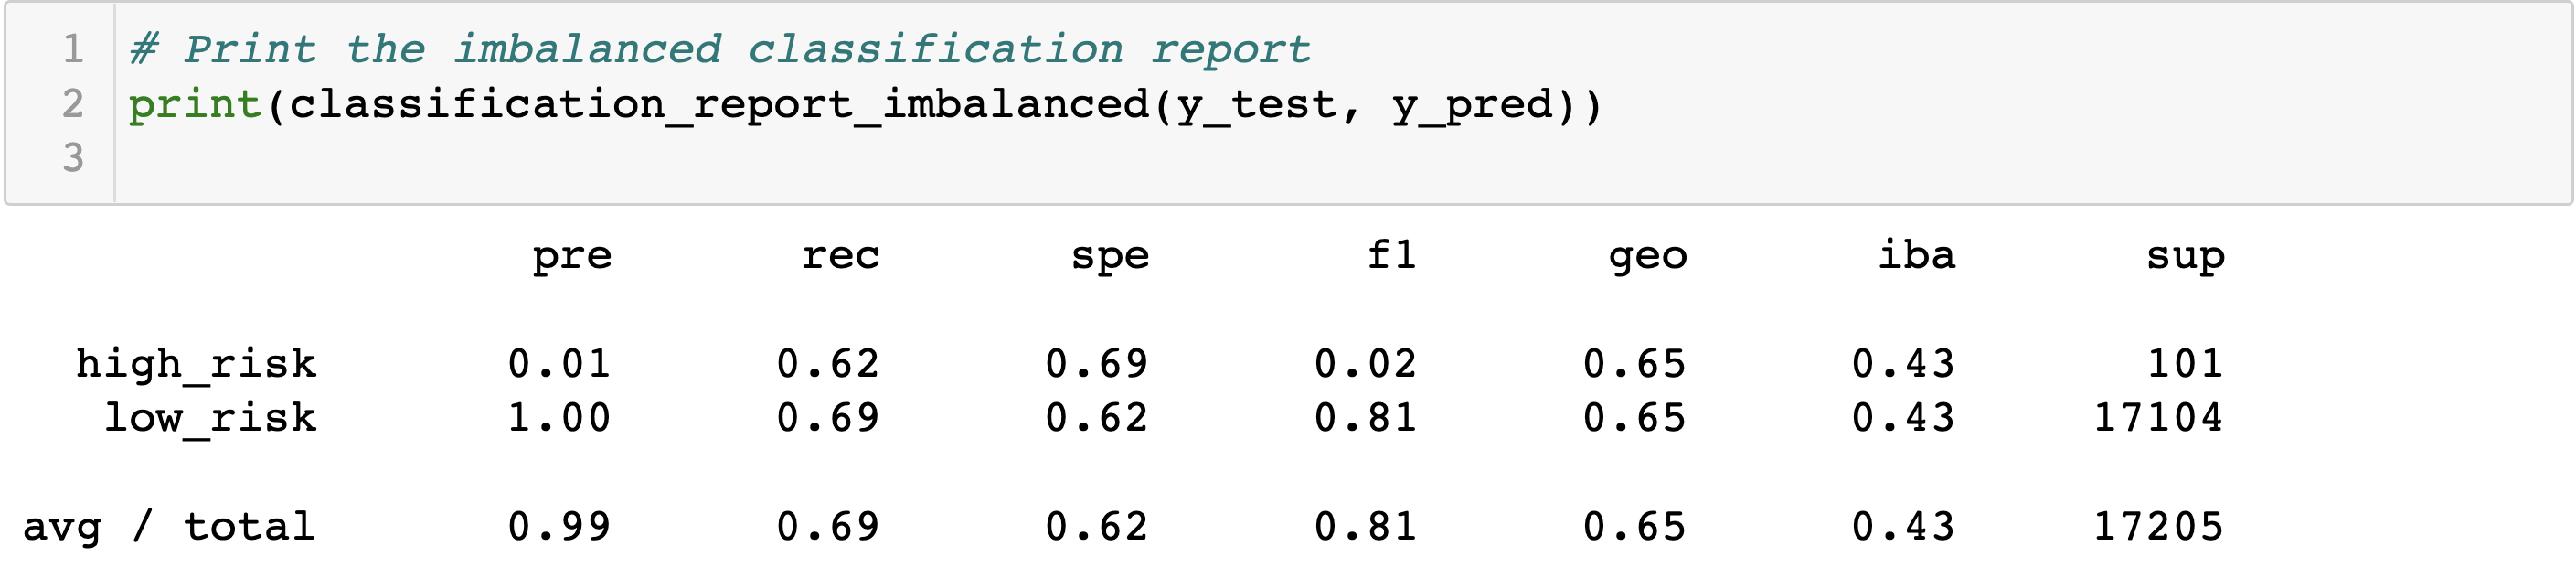 1 # Print the imbalanced classification report
2 print(classification_report_imbalanced(y_test, y_pred))
3
pre rec spe f1 geo iba sup
high_risk 0.01 0.62 0.69 0.02 0.65 0.43 101
low_risk 1.00 0.69 0.62 0.81 0.65 0.43 17104
avg / total 0.99 0.69 0.62 0.81 0.65 0.43 17205